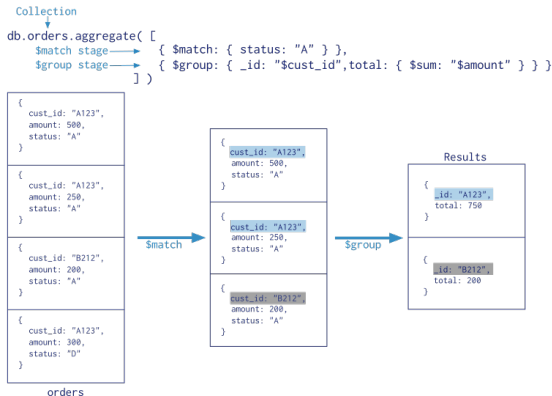 Collection
db.orders.aggregate( [
$match stage { $match: { status: "A" } },
$group stage { $group: { _id: "$cust_id",total: { $sum: "$amount" } } }
] )
{
cust_id: "A123",
amount: 500,
status: "A"
}
{
cust_id: "A123",
amount: 250,
status: "A"
}
{
cust_id: "B212",
amount: 200,
status: "A"
}
{
cust_id: "A123",
amount: 300,
status: "D"
}
orders
$match
{
cust_id: "A123",
amount: 500,
status: "A"
}
{
cust_id: "A123",
amount: 250,
status: "A"
}
{
cust_id: "B212",
amount: 200,
status: "A"
}
$group
Results
{
_id: "A123",
total: 750
}
{
_id: "B212",
total: 200
}